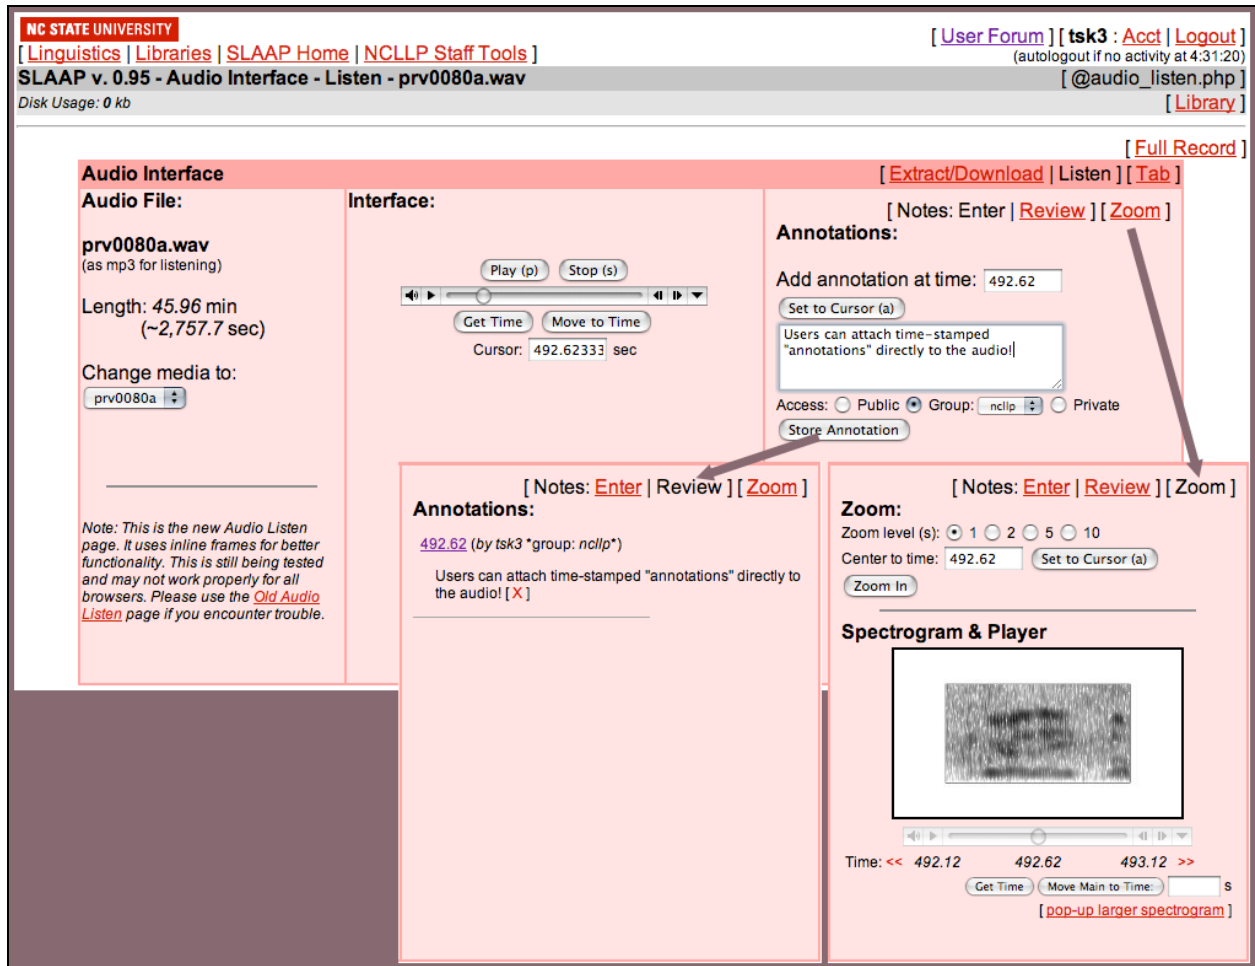 NC STATE UNIVERSITY
[ Linguistics | Libraries | SLAAP Home | NCLLP Staff Tools ]
[ User Forum ] [ tsk3 : Acct | Logout ]
(autologout if no activity at 4:31:20)
SLAAP v. 0.95 - Audio Interface - Listen - prv0080a.wav
[ @audio_listen.php ]
Disk Usage: 0 kb
[ Library ]
[ Full Record ]
Audio Interface
[ Extract/Download | Listen ] [ Tab ]
Audio File:
prv0080a.wav
(as mp3 for listening)
Length: 45.96 min
(~2,757.7 sec)
Change media to:
prv0080a
Note: This is the new Audio Listen
page. It uses inline frames for better
functionality. This is still being tested
and may not work properly for all
browsers. Please use the Old Audio
Listen page if you encounter trouble.
Interface:
Play (p) Stop (s)
Get Time Move to Time
Cursor: 492.62333 sec
[ Notes: Enter | Review ] [ Zoom ]
Annotations:
Add annotation at time: 492.62
Set to Cursor (a)
Users can attach time-stamped
"annotations" directly to the audio!
Access: Public Group: ncllp Private
Store Annotation
[ Notes: Enter | Review ] [ Zoom ]
Annotations:
492.62 (by tsk3 *group: ncllp*)
Users can attach time-stamped "annotations" directly to
the audio! [ X ]
[ Notes: Enter | Review ] [ Zoom ]
Zoom:
Zoom level (s): 1 2 5 10
Center to time: 492.62 Set to Cursor (a)
Zoom In
Spectrogram & Player
Time: << 492.12 492.62 493.12 >>
Get Time Move Main to Time: s
[ pop-up larger spectrogram ]